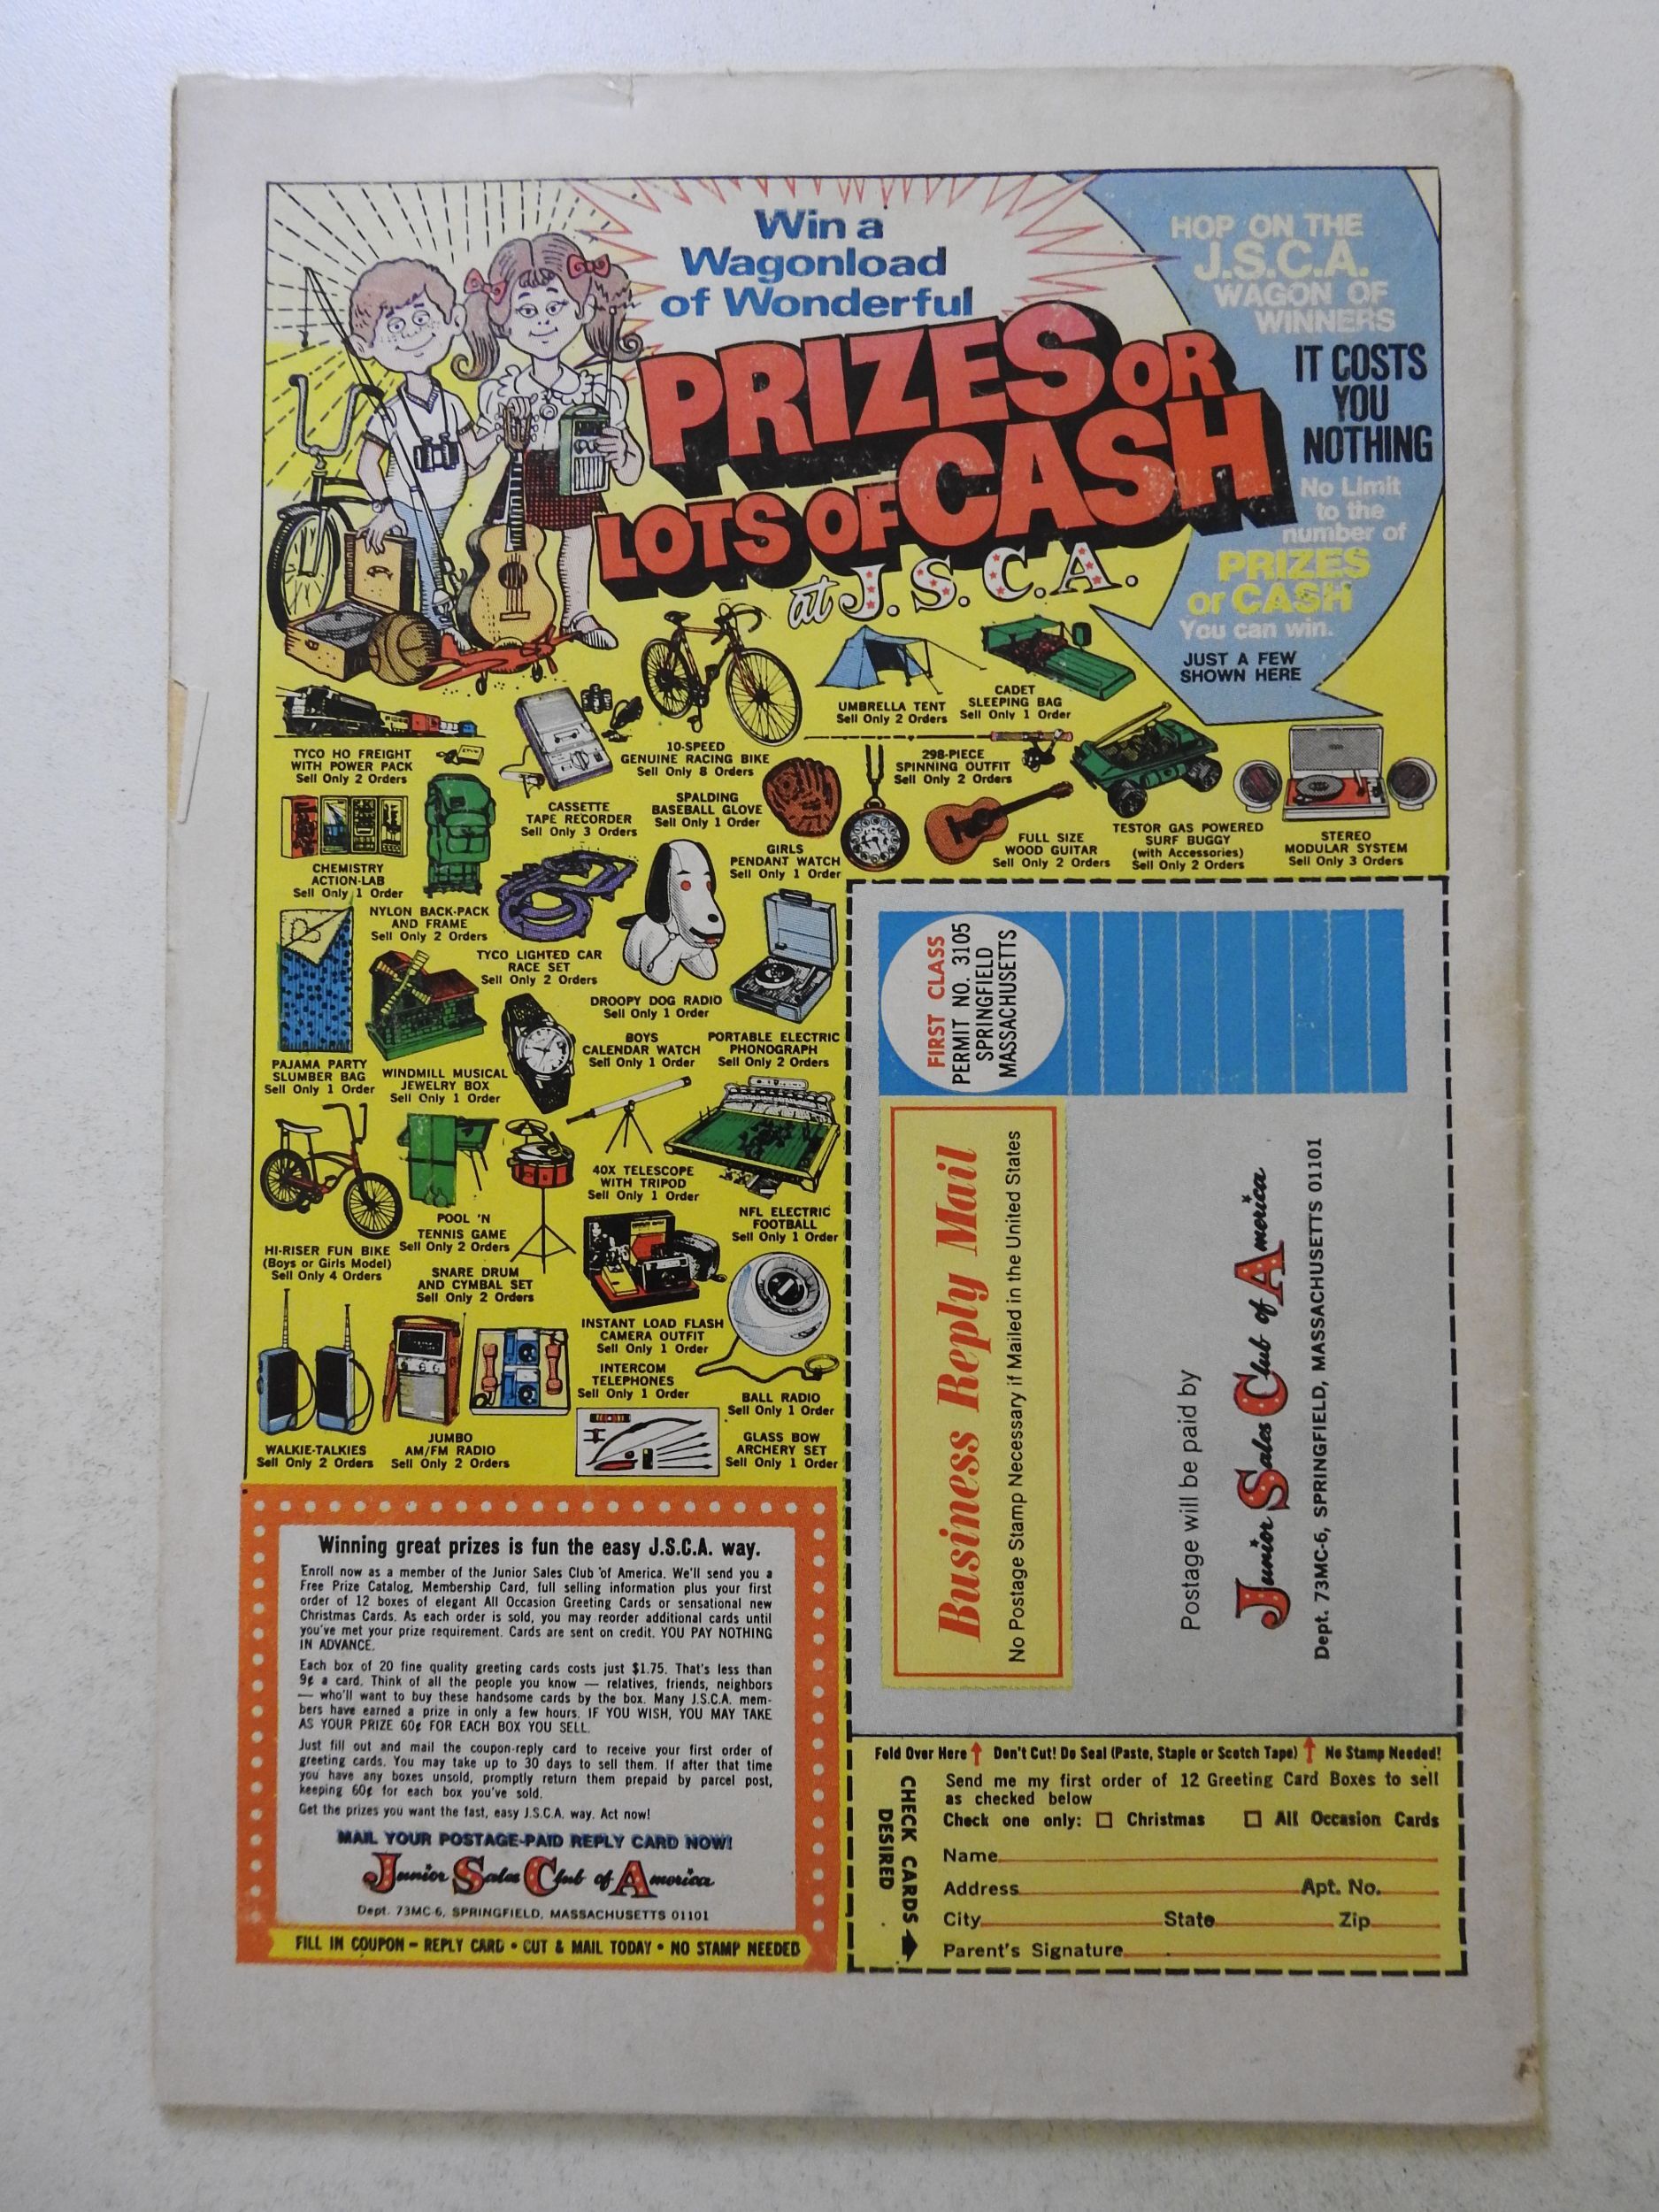 Win a
Wagonload
of Wonderful
PRIZES OR
LOTS OF CASH
at J.S.C.A.
HOP ON THE
J.S.C.A.
WAGON OF
WINNERS
IT COSTS
YOU
NOTHING
No Limit
to the
number of
PRIZES
or CASH
You can win.
JUST A FEW
SHOWN HERE
UMBRELLA TENT
Sell Only 2 Orders
CADET
SLEEPING BAG
Sell Only 1 Order
TYCO HO FREIGHT
WITH POWER PACK
Sell Only 2 Orders
CASSETTE
TAPE RECORDER
Sell Only 3 Orders
10-SPEED
GENUINE RACING BIKE
Sell Only 8 Orders
SPALDING
BASEBALL GLOVE
Sell Only 1 Order
298-PIECE
SPINNING OUTFIT
Sell Only 2 Orders
GIRLS
PENDANT WATCH
Sell Only 1 Order
FULL SIZE
WOOD GUITAR
Sell Only 2 Orders
TESTOR GAS POWERED
SURF BUGGY
(with Accessories)
Sell Only 2 Orders
STEREO
MODULAR SYSTEM
Sell Only 3 Orders
CHEMISTRY
ACTION-LAB
Sell Only 1 Order
NYLON BACK-PACK
AND FRAME
Sell Only 2 Orders
TYCO LIGHTED CAR
RACE SET
Sell Only 2 Orders
DROOPY DOG RADIO
Sell Only 1 Order
PAJAMA PARTY
SLUMBER BAG
Sell Only 1 Order
WINDMILL MUSICAL
JEWELRY BOX
Sell Only 1 Order
BOYS
CALENDAR WATCH
Sell Only 1 Order
PORTABLE ELECTRIC
PHONOGRAPH
Sell Only 2 Orders
40X TELESCOPE
WITH TRIPOD
Sell Only 1 Order
NFL ELECTRIC
FOOTBALL
Sell Only 1 Order
HI-RISER FUN BIKE
(Boys or Girls Model)
Sell Only 4 Orders
POOL 'N
TENNIS GAME
Sell Only 2 Orders
SNARE DRUM
AND CYMBAL SET
Sell Only 2 Orders
INSTANT LOAD FLASH
CAMERA OUTFIT
Sell Only 1 Order
INTERCOM
TELEPHONES
Sell Only 1 Order
BALL RADIO
Sell Only 1 Order
WALKIE-TALKIES
Sell Only 2 Orders
JUMBO
AM/FM RADIO
Sell Only 2 Orders
GLASS BOW
ARCHERY SET
Sell Only 1 Order
Winning great prizes is fun the easy J.S.C.A. way.
Enroll now as a member of the Junior Sales Club of America. We'll send you a
Free Prize Catalog, Membership Card, full selling information plus your first
order of 12 boxes of elegant All Occasion Greeting Cards or sensational new
Christmas Cards. As each order is sold, you may reorder additional cards until
you've met your prize requirement. Cards are sent on credit. YOU PAY NOTHING
IN ADVANCE.
Each box of 20 fine quality greeting cards costs just $1.75. That's less than
9¢ a card. Think of all the people you know — relatives, friends, neighbors
— who'll want to buy these handsome cards by the box. Many J.S.C.A. mem-
bers have earned a prize in only a few hours. IF YOU WISH, YOU MAY TAKE
AS YOUR PRIZE 60¢ FOR EACH BOX YOU SELL.
Just fill out and mail the coupon-reply card to receive your first order of
greeting cards. You may take up to 30 days to sell them. If after that time
you have any boxes unsold, promptly return them prepaid by parcel post,
keeping 60¢ for each box you've sold.
Get the prizes you want the fast, easy J.S.C.A. way. Act now!
MAIL YOUR POSTAGE-PAID REPLY CARD NOW!
Junior Sales Club of America
Dept. 73MC-6, SPRINGFIELD, MASSACHUSETTS 01101
FILL IN COUPON – REPLY CARD • CUT & MAIL TODAY • NO STAMP NEEDED
FIRST CLASS
PERMIT NO. 3105
SPRINGFIELD
MASSACHUSETTS
Business Reply Mail
No Postage Stamp Necessary if Mailed in the United States
Postage will be paid by
Junior Sales Club of America
Dept. 73MC-6, SPRINGFIELD, MASSACHUSETTS 01101
Fold Over Here Don't Cut! Do Seal (Paste, Staple or Scotch Tape) No Stamp Needed!
CHECK CARDS
DESIRED
Send me my first order of 12 Greeting Card Boxes to sell
as checked below
Check one only: ☐ Christmas ☐ All Occasion Cards
Name
Address Apt. No.
City State Zip
Parent's Signature